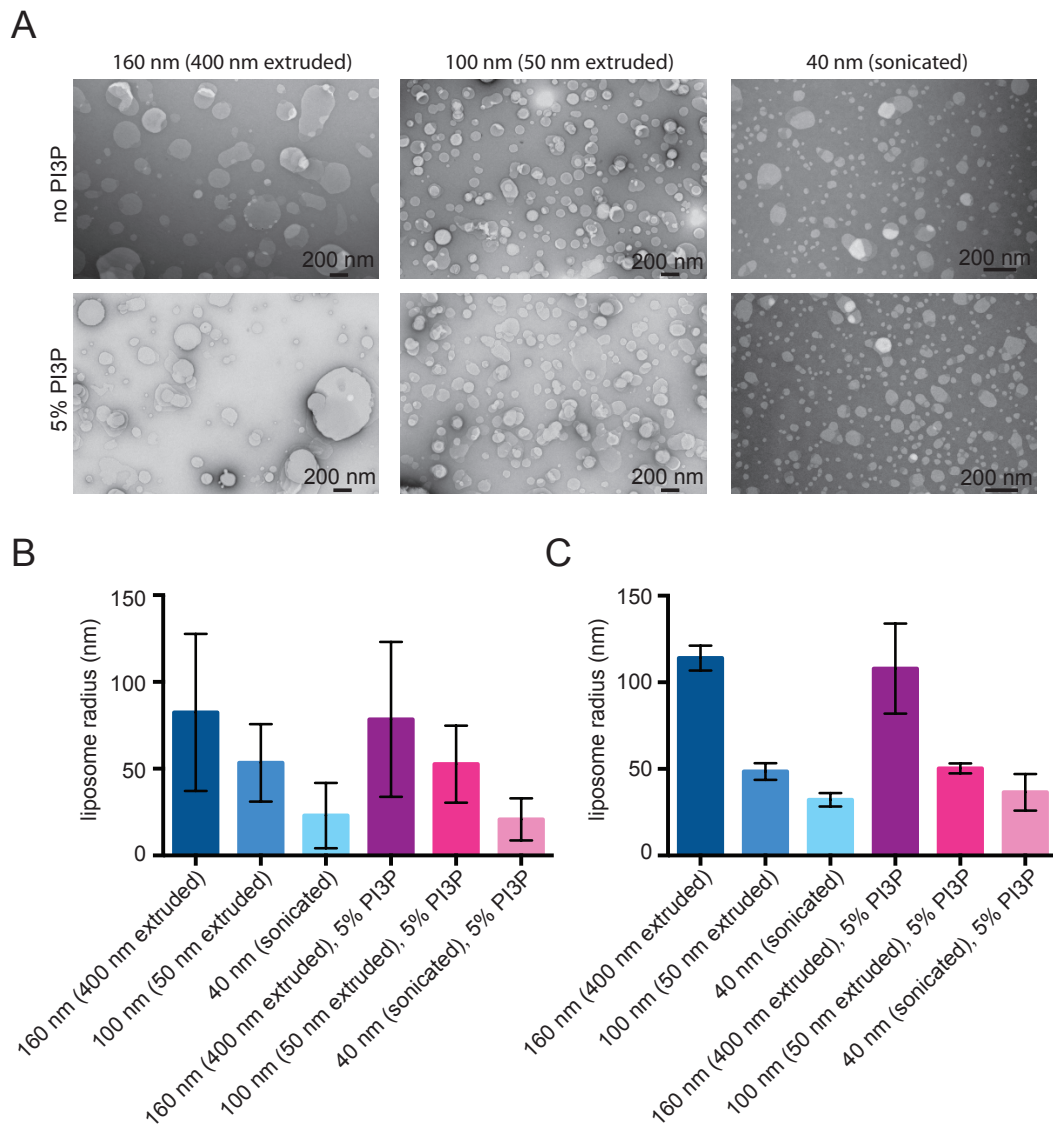 A
160 nm (400 nm extruded)
100 nm (50 nm extruded)
40 nm (sonicated)
no PI3P
200 nm
200 nm
200 nm
5% PI3P
200 nm
200 nm
200 nm
B
liposome radius (nm)
150
100
50
0
160 nm (400 nm extruded)
100 nm (50 nm extruded)
40 nm (sonicated)
160 nm (400 nm extruded), 5% PI3P
100 nm (50 nm extruded), 5% PI3P
40 nm (sonicated), 5% PI3P
C
liposome radius (nm)
150
100
50
0
160 nm (400 nm extruded)
100 nm (50 nm extruded)
40 nm (sonicated)
160 nm (400 nm extruded), 5% PI3P
100 nm (50 nm extruded), 5% PI3P
40 nm (sonicated), 5% PI3P